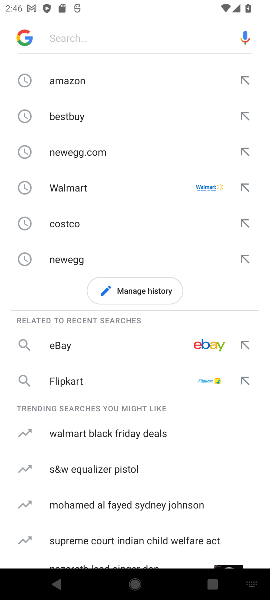 2:46
Search...
amazon
bestbuy
newegg.com
Walmart
Walmart
costco
newegg
Manage history
RELATED TO RECENT SEARCHES
eBay
ebay
Flipkart
Flipkart
TRENDING SEARCHES YOU MIGHT LIKE
walmart black friday deals
s&w equalizer pistol
mohamed al fayed sydney johnson
supreme court indian child welfare act